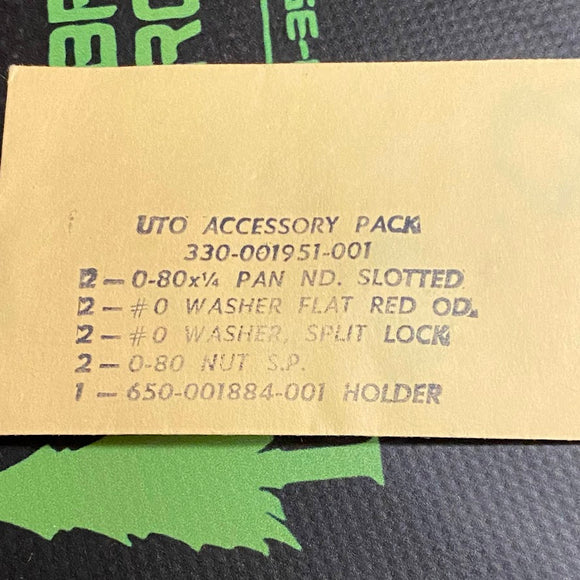 UTO ACCESSORY PACK
330-001951-001
2-0-80x¼ PAN ND. SLOTTED
2-#0 WASHER FLAT RED OD.
2-#0 WASHER, SPLIT LOCK
2-0-80 NUT S.P.
1-650-001884-001 HOLDER